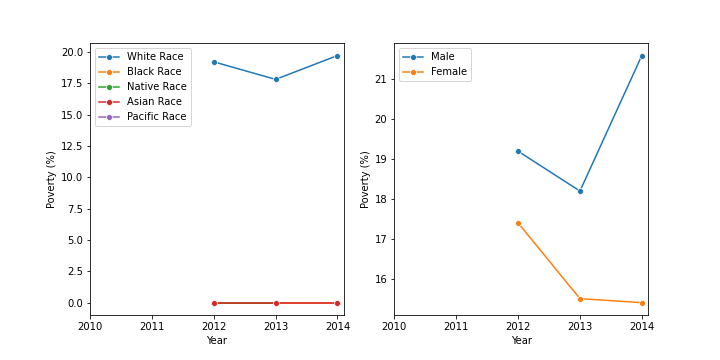 White Race
Black Race
Native Race
Asian Race
Pacific Race
20.0
17.5
15.0
12.5
10.0
7.5
5.0
2.5
0.0
Poverty (%)
2010 2011 2012 2013 2014
Year
Male
Female
21
20
19
18
17
16
Poverty (%)
2010 2011 2012 2013 2014
Year